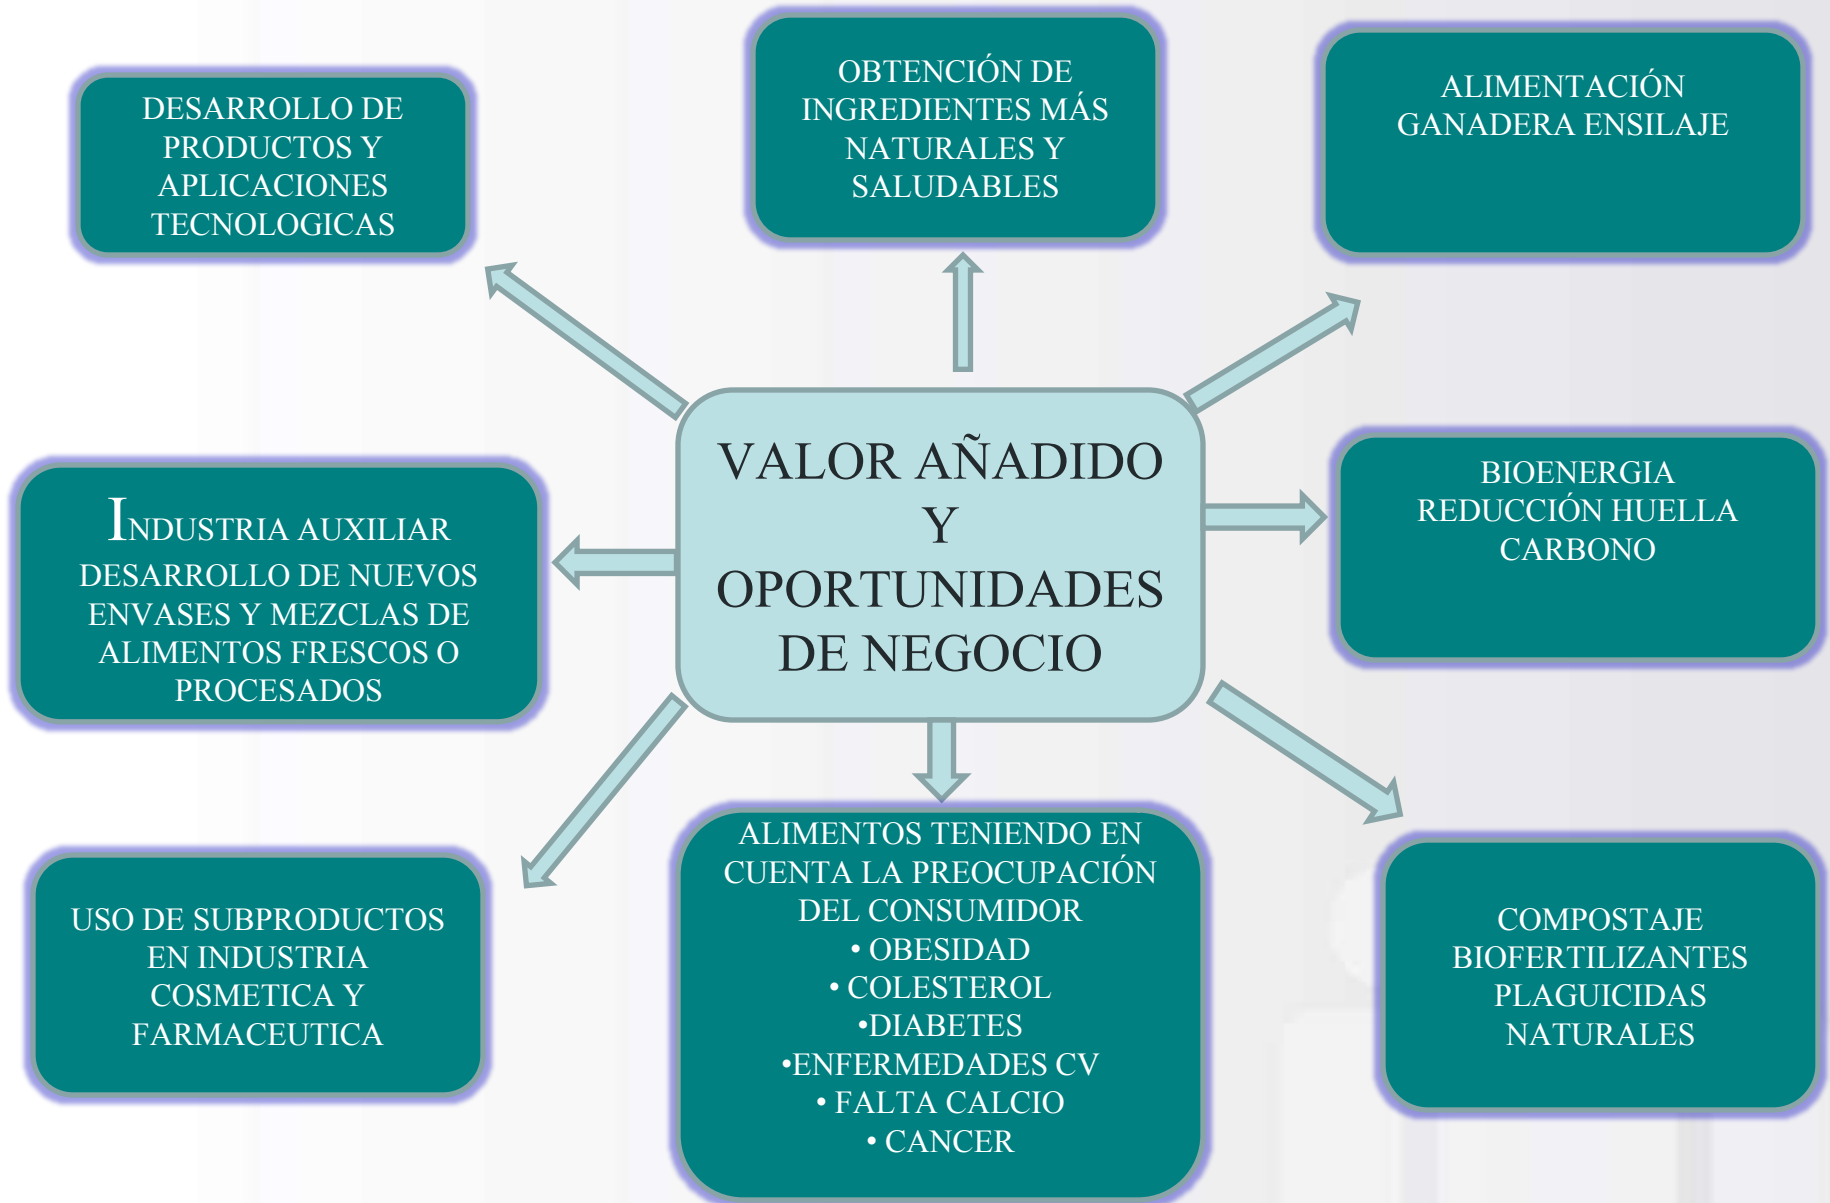 DESARROLLO DE
PRODUCTOS Y
APLICACIONES
TECNOLOGICAS
OBTENCIÓN DE
INGREDIENTES MÁS
NATURALES Y
SALUDABLES
ALIMENTACIÓN
GANADERA ENSILAJE
INDUSTRIA AUXILIAR
DESARROLLO DE NUEVOS
ENVASES Y MEZCLAS DE
ALIMENTOS FRESCOS O
PROCESADOS
VALOR AÑADIDO
Y
OPORTUNIDADES
DE NEGOCIO
BIOENERGIA
REDUCCIÓN HUELLA
CARBONO
USO DE SUBPRODUCTOS
EN INDUSTRIA
COSMETICA Y
FARMACEUTICA
ALIMENTOS TENIENDO EN
CUENTA LA PREOCUPACIÓN
DEL CONSUMIDOR
• OBESIDAD
• COLESTEROL
•DIABETES
•ENFERMEDADES CV
• FALTA CALCIO
• CANCER
COMPOSTAJE
BIOFERTILIZANTES
PLAGUICIDAS
NATURALES